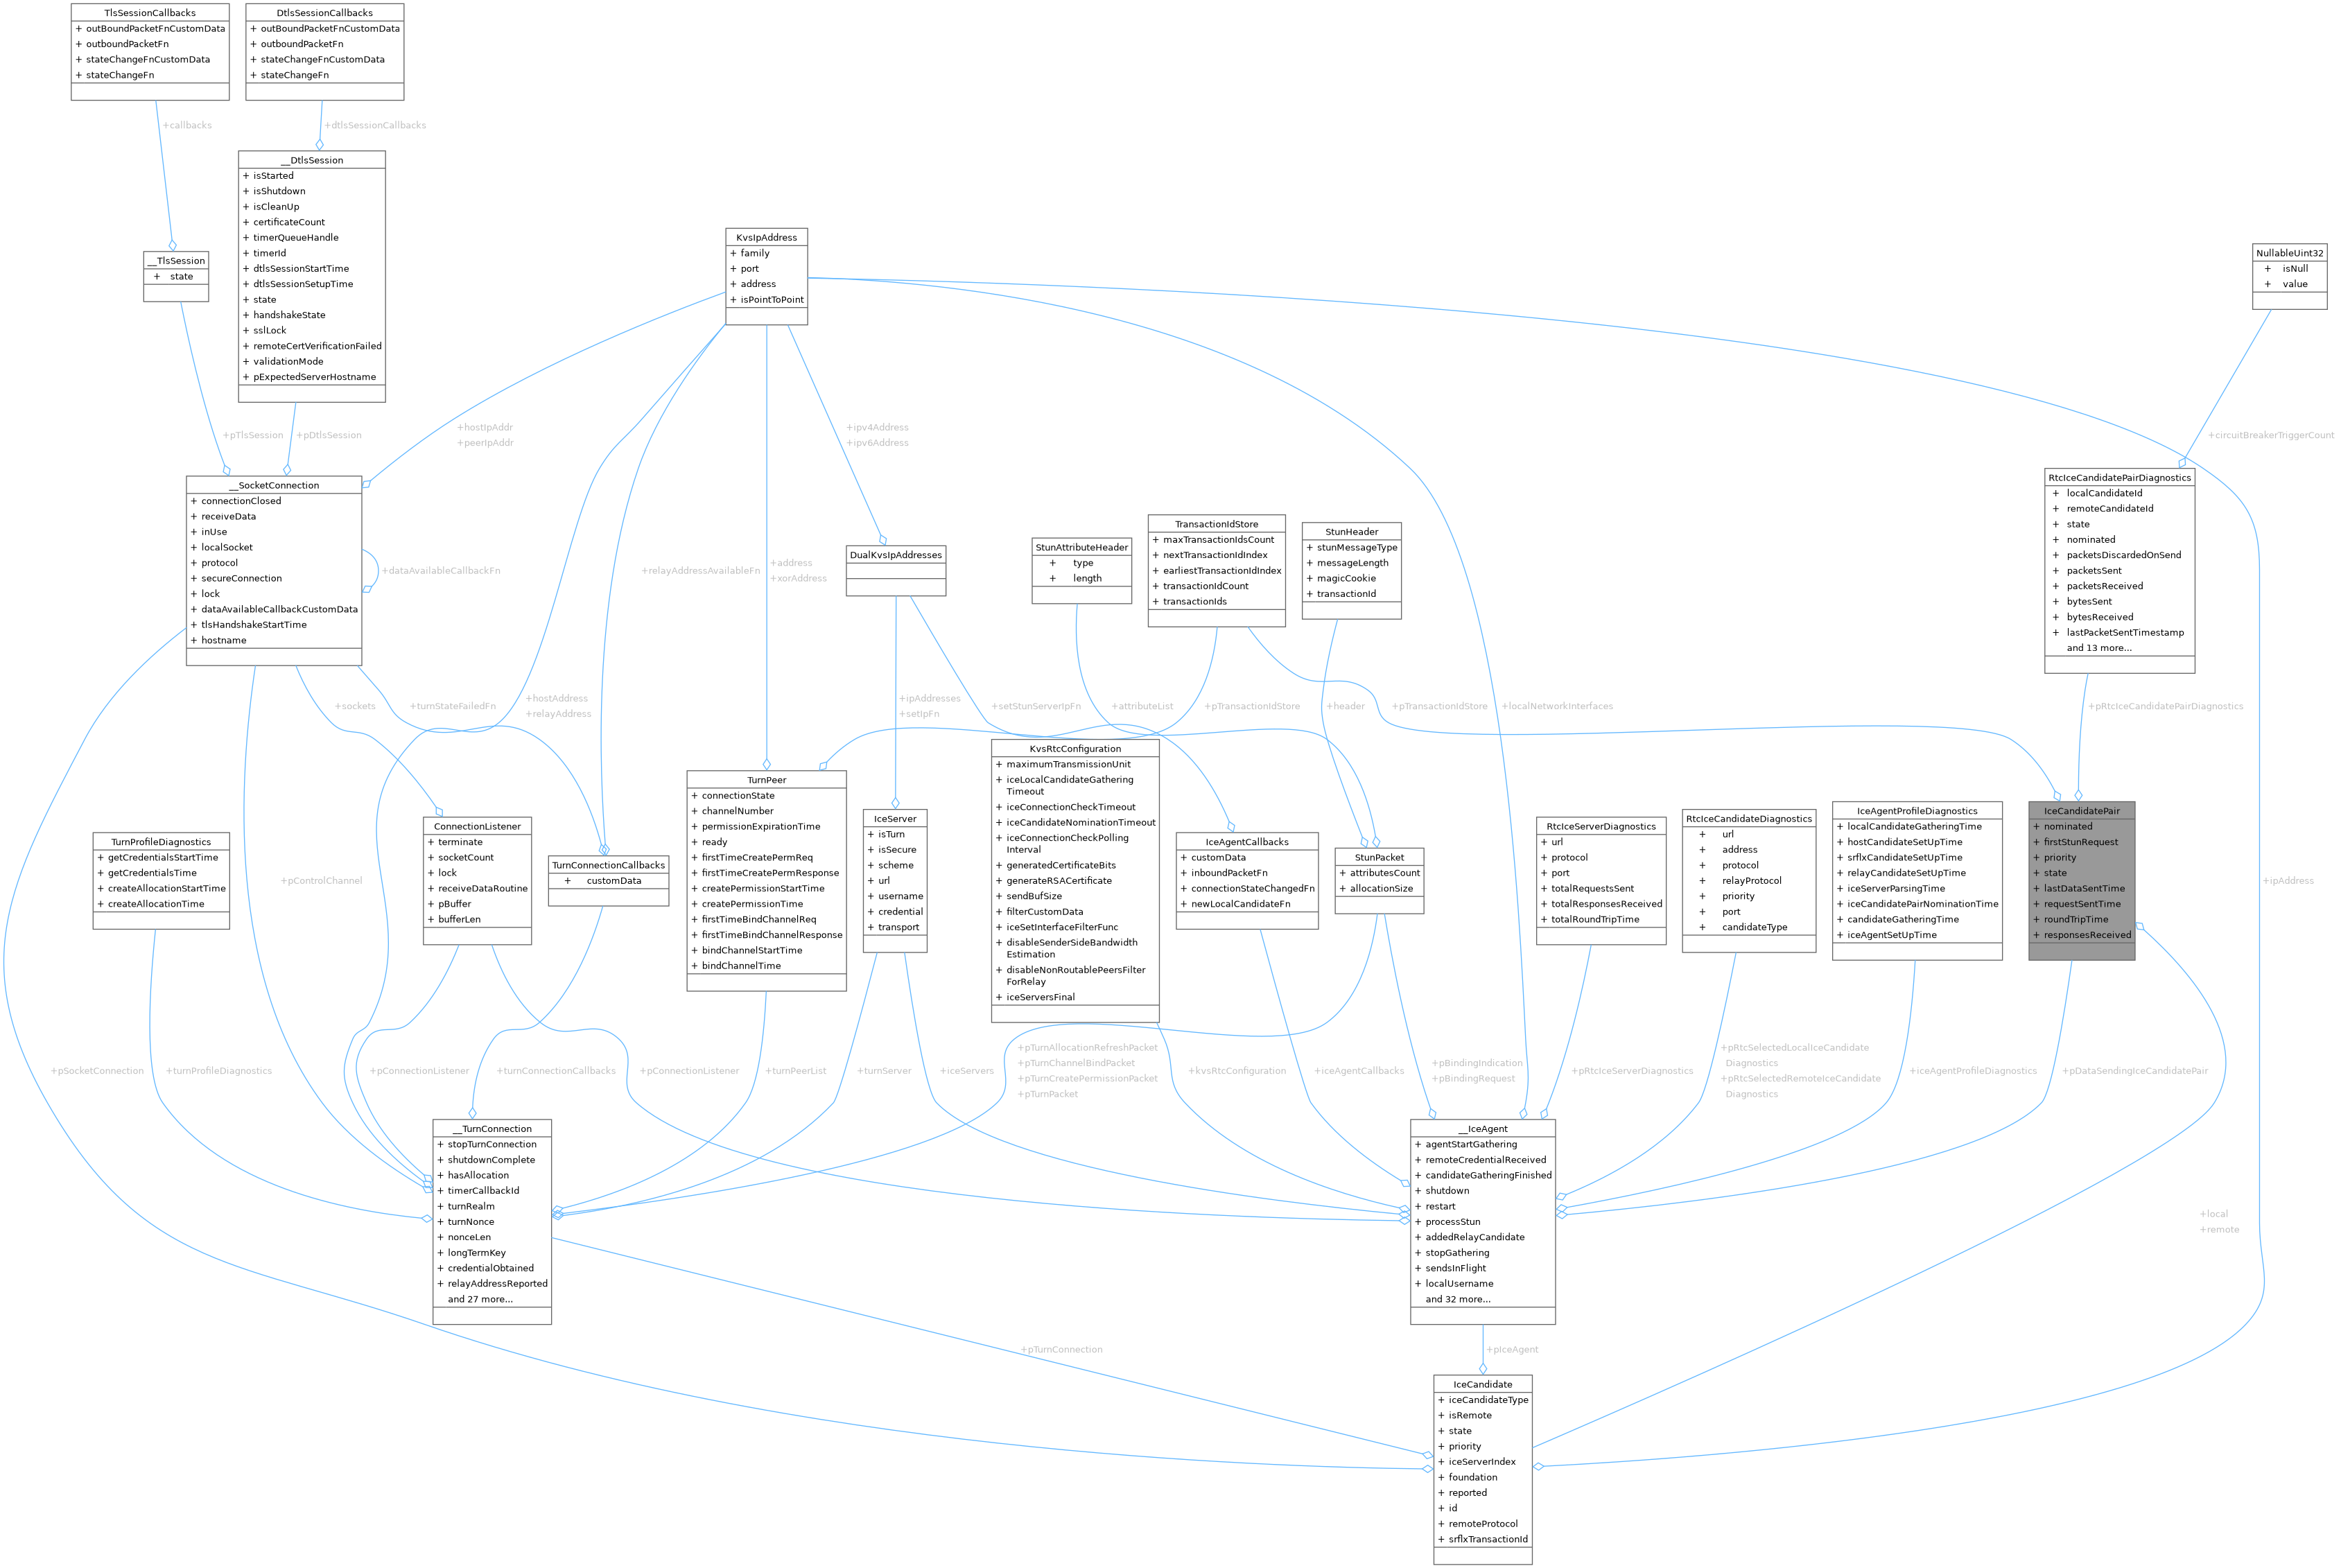 TlsSessionCallbacks
+ outBoundPacketFnCustomData
+ outboundPacketFn
+ stateChangeFnCustomData
+ stateChangeFn
DtlsSessionCallbacks
+ outBoundPacketFnCustomData
+ outboundPacketFn
+ stateChangeFnCustomData
+ stateChangeFn
+callbacks
+dtlsSessionCallbacks
__DtlsSession
+ isStarted
+ isShutdown
+ isCleanUp
+ certificateCount
+ timerQueueHandle
+ timerId
+ dtlsSessionStartTime
+ dtlsSessionSetupTime
+ state
+ handshakeState
+ sslLock
+ remoteCertVerificationFailed
+ validationMode
+ pExpectedServerHostname
__TlsSession
+ state
KvsIpAddress
+ family
+ port
+ address
+ isPointToPoint
NullableUint32
+ isNull
+ value
+pTlsSession
+pDtlsSession
+hostIpAddr
+peerIpAddr
+ipv4Address
+ipv6Address
+circuitBreakerTriggerCount
__SocketConnection
+ connectionClosed
+ receiveData
+ inUse
+ localSocket
+ protocol
+ secureConnection
+ lock
+ dataAvailableCallbackCustomData
+ tlsHandshakeStartTime
+ hostname
+dataAvailableCallbackFn
+relayAddressAvailableFn
+address
+xorAddress
DualKvsIpAddresses
StunAttributeHeader
+ type
+ length
TransactionIdStore
+ maxTransactionIdsCount
+ nextTransactionIdIndex
+ earliestTransactionIdIndex
+ transactionIdCount
+ transactionIds
StunHeader
+ stunMessageType
+ messageLength
+ magicCookie
+ transactionId
RtcIceCandidatePairDiagnostics
+ localCandidateId
+ remoteCandidateId
+ state
+ nominated
+ packetsDiscardedOnSend
+ packetsSent
+ packetsReceived
+ bytesSent
+ bytesReceived
+ lastPacketSentTimestamp
and 13 more...
+sockets
+turnStateFailedFn
+hostAddress
+relayAddress
+ipAddresses
+setIpFn
+setStunServerIpFn
+attributeList
+pTransactionIdStore
+header
+pTransactionIdStore
+localNetworkInterfaces
+pRtcIceCandidatePairDiagnostics
TurnProfileDiagnostics
+ getCredentialsStartTime
+ getCredentialsTime
+ createAllocationStartTime
+ createAllocationTime
+pControlChannel
ConnectionListener
+ terminate
+ socketCount
+ lock
+ receiveDataRoutine
+ pBuffer
+ bufferLen
TurnConnectionCallbacks
+ customData
TurnPeer
+ connectionState
+ channelNumber
+ permissionExpirationTime
+ ready
+ firstTimeCreatePermReq
+ firstTimeCreatePermResponse
+ createPermissionStartTime
+ createPermissionTime
+ firstTimeBindChannelReq
+ firstTimeBindChannelResponse
+ bindChannelStartTime
+ bindChannelTime
IceServer
+ isTurn
+ isSecure
+ scheme
+ url
+ username
+ credential
+ transport
KvsRtcConfiguration
+ maximumTransmissionUnit
+ iceLocalCandidateGathering
Timeout
+ iceConnectionCheckTimeout
+ iceCandidateNominationTimeout
+ iceConnectionCheckPolling
Interval
+ generatedCertificateBits
+ generateRSACertificate
+ sendBufSize
+ filterCustomData
+ iceSetInterfaceFilterFunc
+ disableSenderSideBandwidth
Estimation
+ disableNonRoutablePeersFilter
ForRelay
+ iceServersFinal
IceAgentCallbacks
+ customData
+ inboundPacketFn
+ connectionStateChangedFn
+ newLocalCandidateFn
StunPacket
+ attributesCount
+ allocationSize
RtcIceServerDiagnostics
+ url
+ protocol
+ port
+ totalRequestsSent
+ totalResponsesReceived
+ totalRoundTripTime
RtcIceCandidateDiagnostics
+ url
+ address
+ protocol
+ relayProtocol
+ priority
+ port
+ candidateType
IceAgentProfileDiagnostics
+ localCandidateGatheringTime
+ hostCandidateSetUpTime
+ srflxCandidateSetUpTime
+ relayCandidateSetUpTime
+ iceServerParsingTime
+ iceCandidatePairNominationTime
+ candidateGatheringTime
+ iceAgentSetUpTime
IceCandidatePair
+ nominated
+ firstStunRequest
+ priority
+ state
+ lastDataSentTime
+ requestSentTime
+ roundTripTime
+ responsesReceived
+ipAddress
+pSocketConnection
+turnProfileDiagnostics
+pConnectionListener
+turnConnectionCallbacks
+pConnectionListener
+turnPeerList
+turnServer
+iceServers
+pTurnAllocationRefreshPacket
+pTurnChannelBindPacket
+pTurnCreatePermissionPacket
+pTurnPacket
+kvsRtcConfiguration
+iceAgentCallbacks
+pBindingIndication
+pBindingRequest
+pRtcIceServerDiagnostics
+pRtcSelectedLocalIceCandidate
Diagnostics
+pRtcSelectedRemoteIceCandidate
Diagnostics
+iceAgentProfileDiagnostics
+pDataSendingIceCandidatePair
__TurnConnection
+ stopTurnConnection
+ shutdownComplete
+ hasAllocation
+ timerCallbackId
+ turnRealm
+ turnNonce
+ nonceLen
+ longTermKey
+ credentialObtained
+ relayAddressReported
and 27 more...
__IceAgent
+ agentStartGathering
+ remoteCredentialReceived
+ candidateGatheringFinished
+ shutdown
+ restart
+ processStun
+ addedRelayCandidate
+ stopGathering
+ sendsInFlight
+ localUsername
and 32 more...
+local
+remote
+pTurnConnection
+pIceAgent
IceCandidate
+ iceCandidateType
+ isRemote
+ state
+ priority
+ iceServerIndex
+ foundation
+ reported
+ id
+ remoteProtocol
+ srflxTransactionId